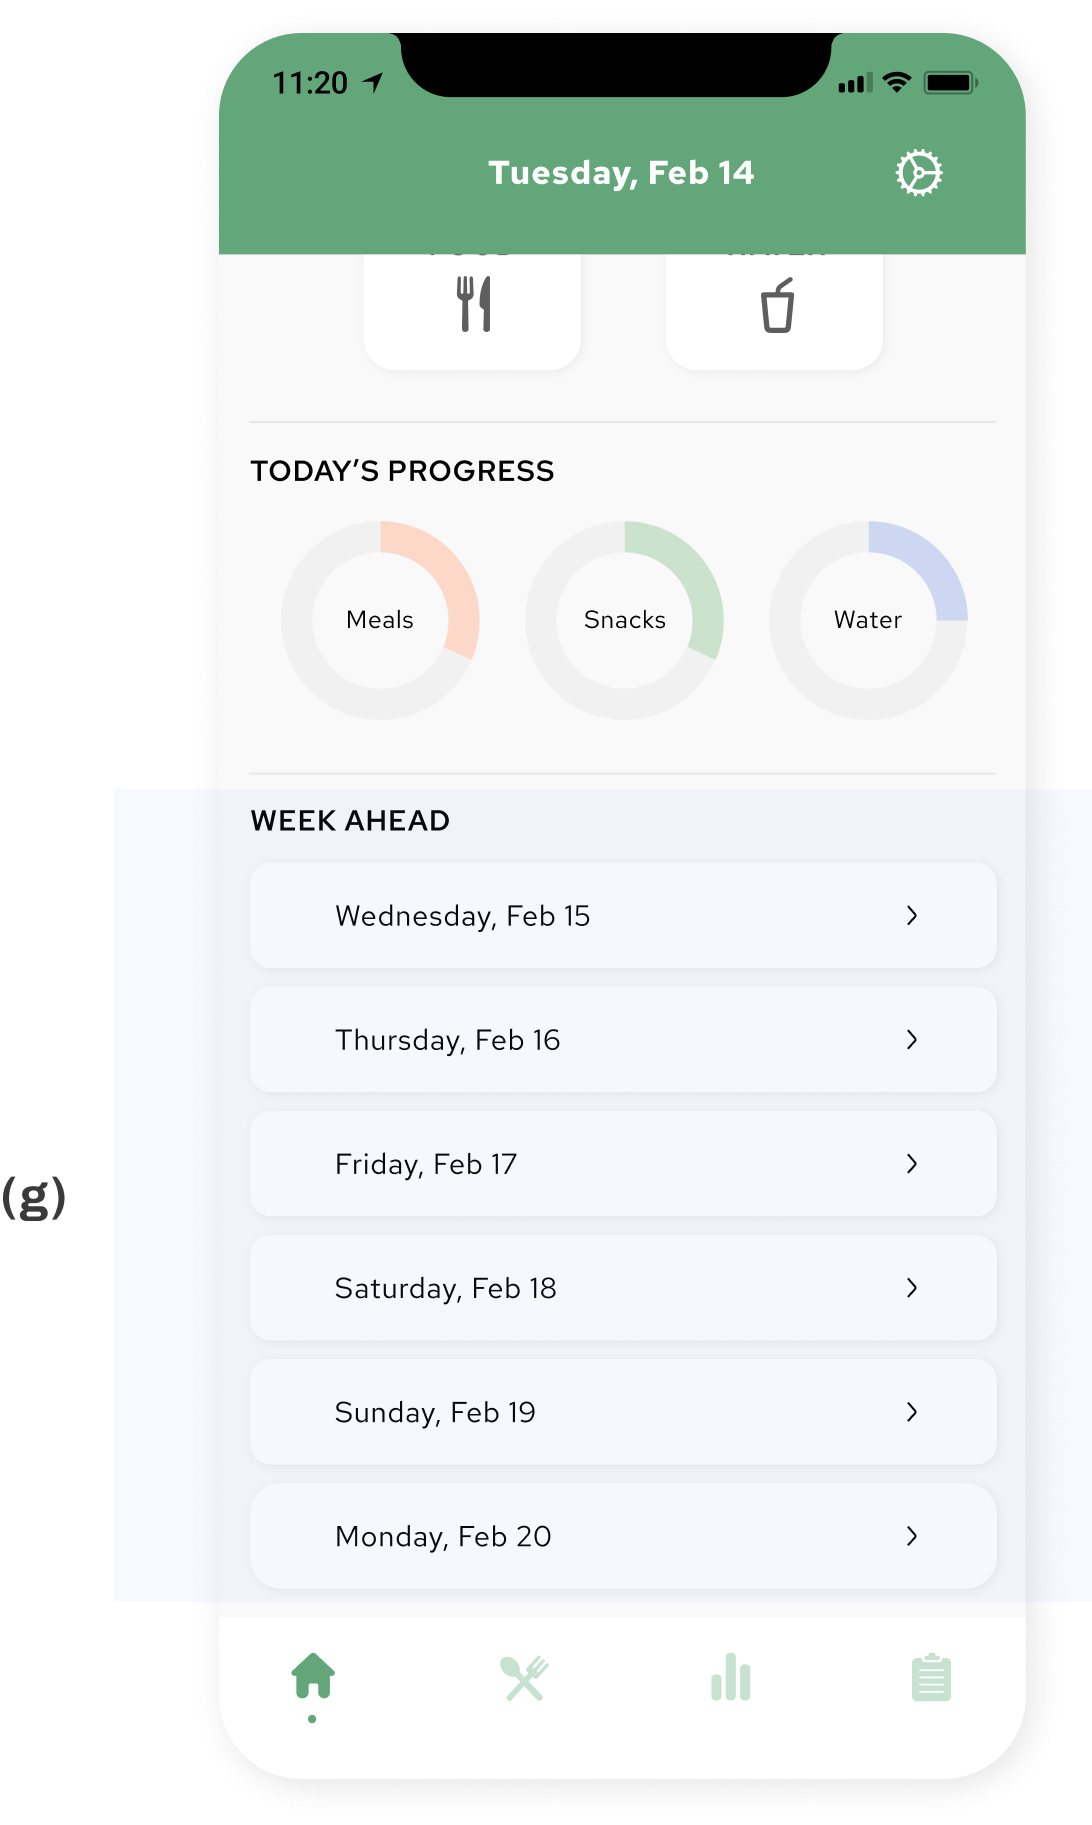 11:20
Tuesday, Feb 14
TODAY’S PROGRESS
Meals
Snacks
Water
WEEK AHEAD
Wednesday, Feb 15
Thursday, Feb 16
(g)
Friday, Feb 17
Saturday, Feb 18
Sunday, Feb 19
Monday, Feb 20